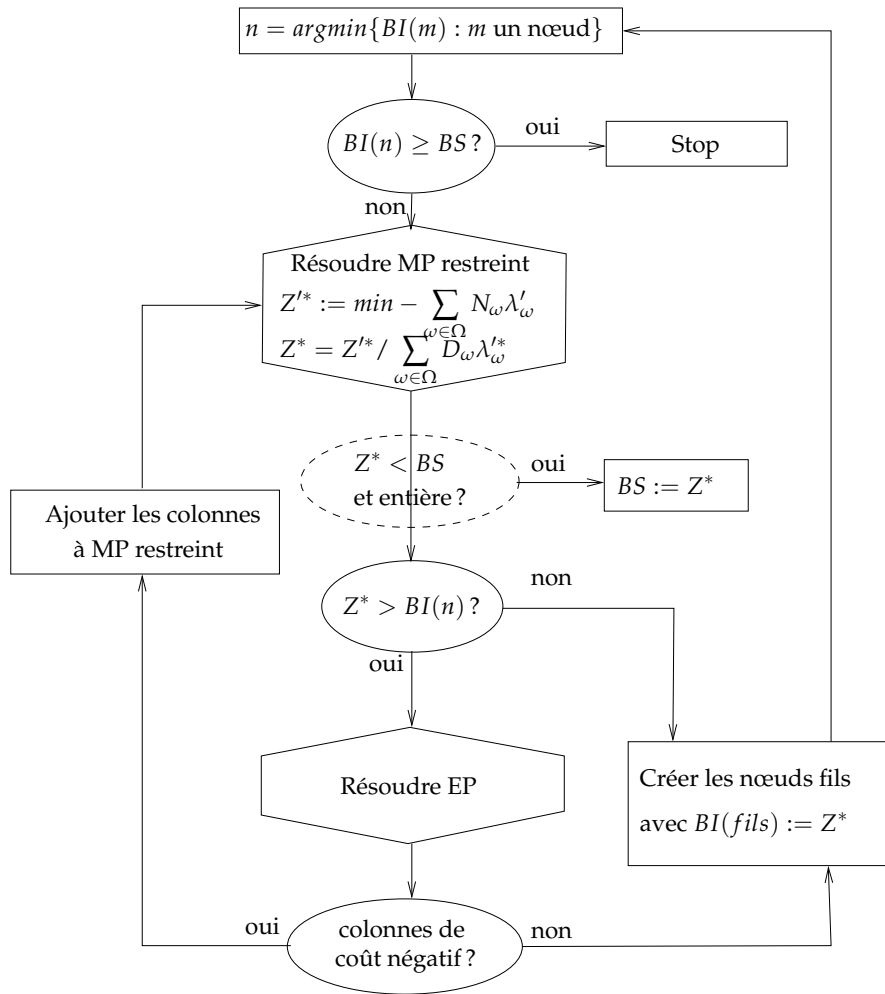 n = argmin{BI(m) : m un nœud}
BI(n) ≥ BS ?
oui
Stop
non
Résoudre MP restreint
Z′* := min − ∑_{ω∈Ω} N_ω λ′_ω
Z* = Z′* / ∑_{ω∈Ω} D_ω λ′*_ω
Z* < BS
et entière ?
oui
BS := Z*
Ajouter les colonnes
à MP restreint
Z* > BI(n) ?
non
oui
Résoudre EP
Créer les nœuds fils
avec BI(fils) := Z*
oui
colonnes de
coût négatif ?
non